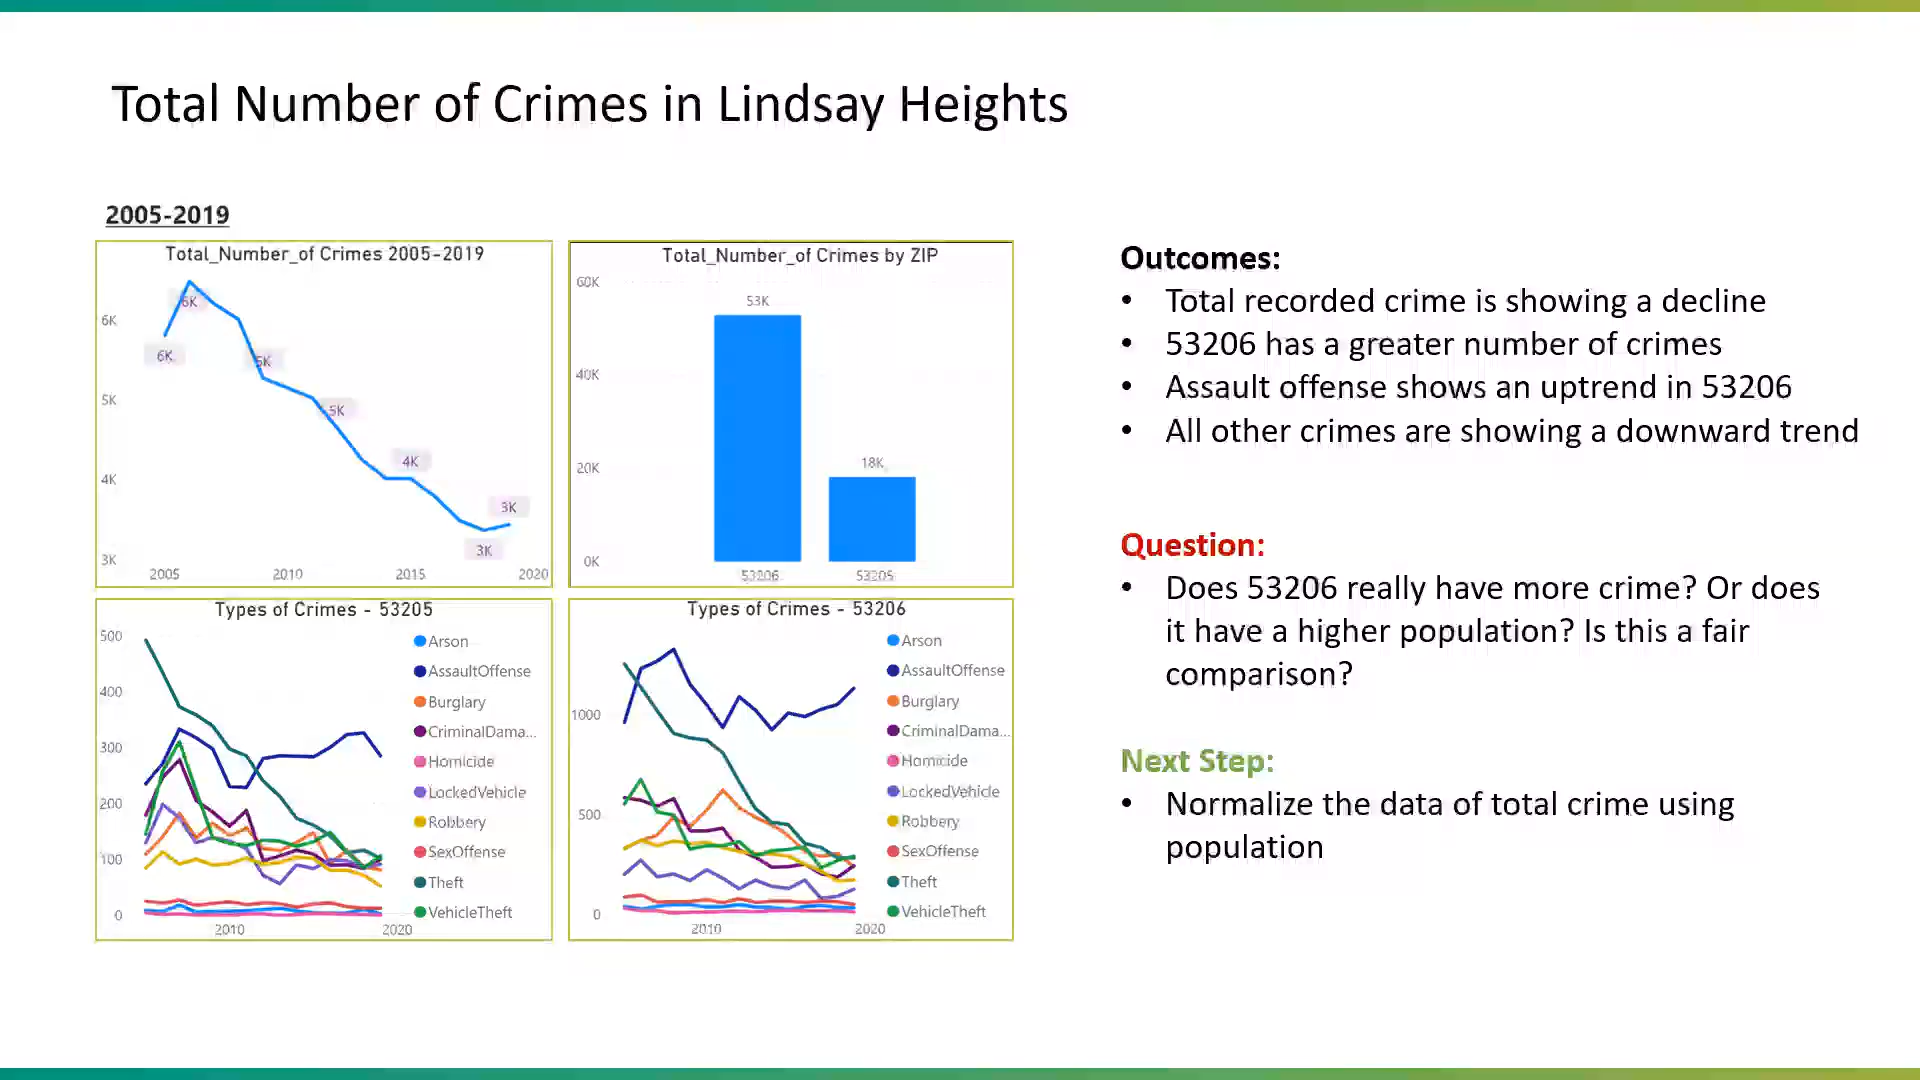 Total Number of Crimes in Lindsay Heights
2005-2019
Total_Number_of Crimes 2005-2019
6K
5K
4K
3K
6K
6K
5K
5K
4K
3K
3K
2005 2010 2015 2020
Total_Number_of Crimes by ZIP
60K
40K
20K
0K
53K
18K
53206 53205
Types of Crimes - 53205
500
400
300
200
100
0
2010 2020
Arson
AssaultOffense
Burglary
CriminalDama...
Homicide
LockedVehicle
Robbery
SexOffense
Theft
VehicleTheft
Types of Crimes - 53206
1000
500
0
2010 2020
Arson
AssaultOffense
Burglary
CriminalDama...
Homicide
LockedVehicle
Robbery
SexOffense
Theft
VehicleTheft
Outcomes:
• Total recorded crime is showing a decline
• 53206 has a greater number of crimes
• Assault offense shows an uptrend in 53206
• All other crimes are showing a downward trend
Question:
• Does 53206 really have more crime? Or does
it have a higher population? Is this a fair
comparison?
Next Step:
• Normalize the data of total crime using
population